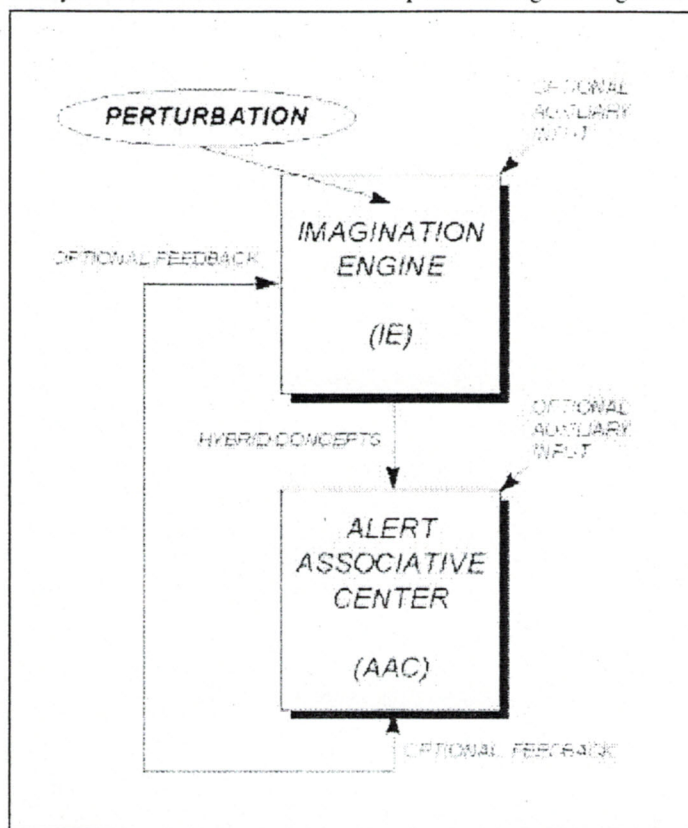 PERTURBATION
OPTIONAL
AUXILIARY
INPUT
IMAGINATION
ENGINE
(IE)
OPTIONAL FEEDBACK
HYBRID CONCEPTS
OPTIONAL
AUXILIARY
INPUT
ALERT
ASSOCIATIVE
CENTER
(AAC)
OPTIONAL FEEDBACK